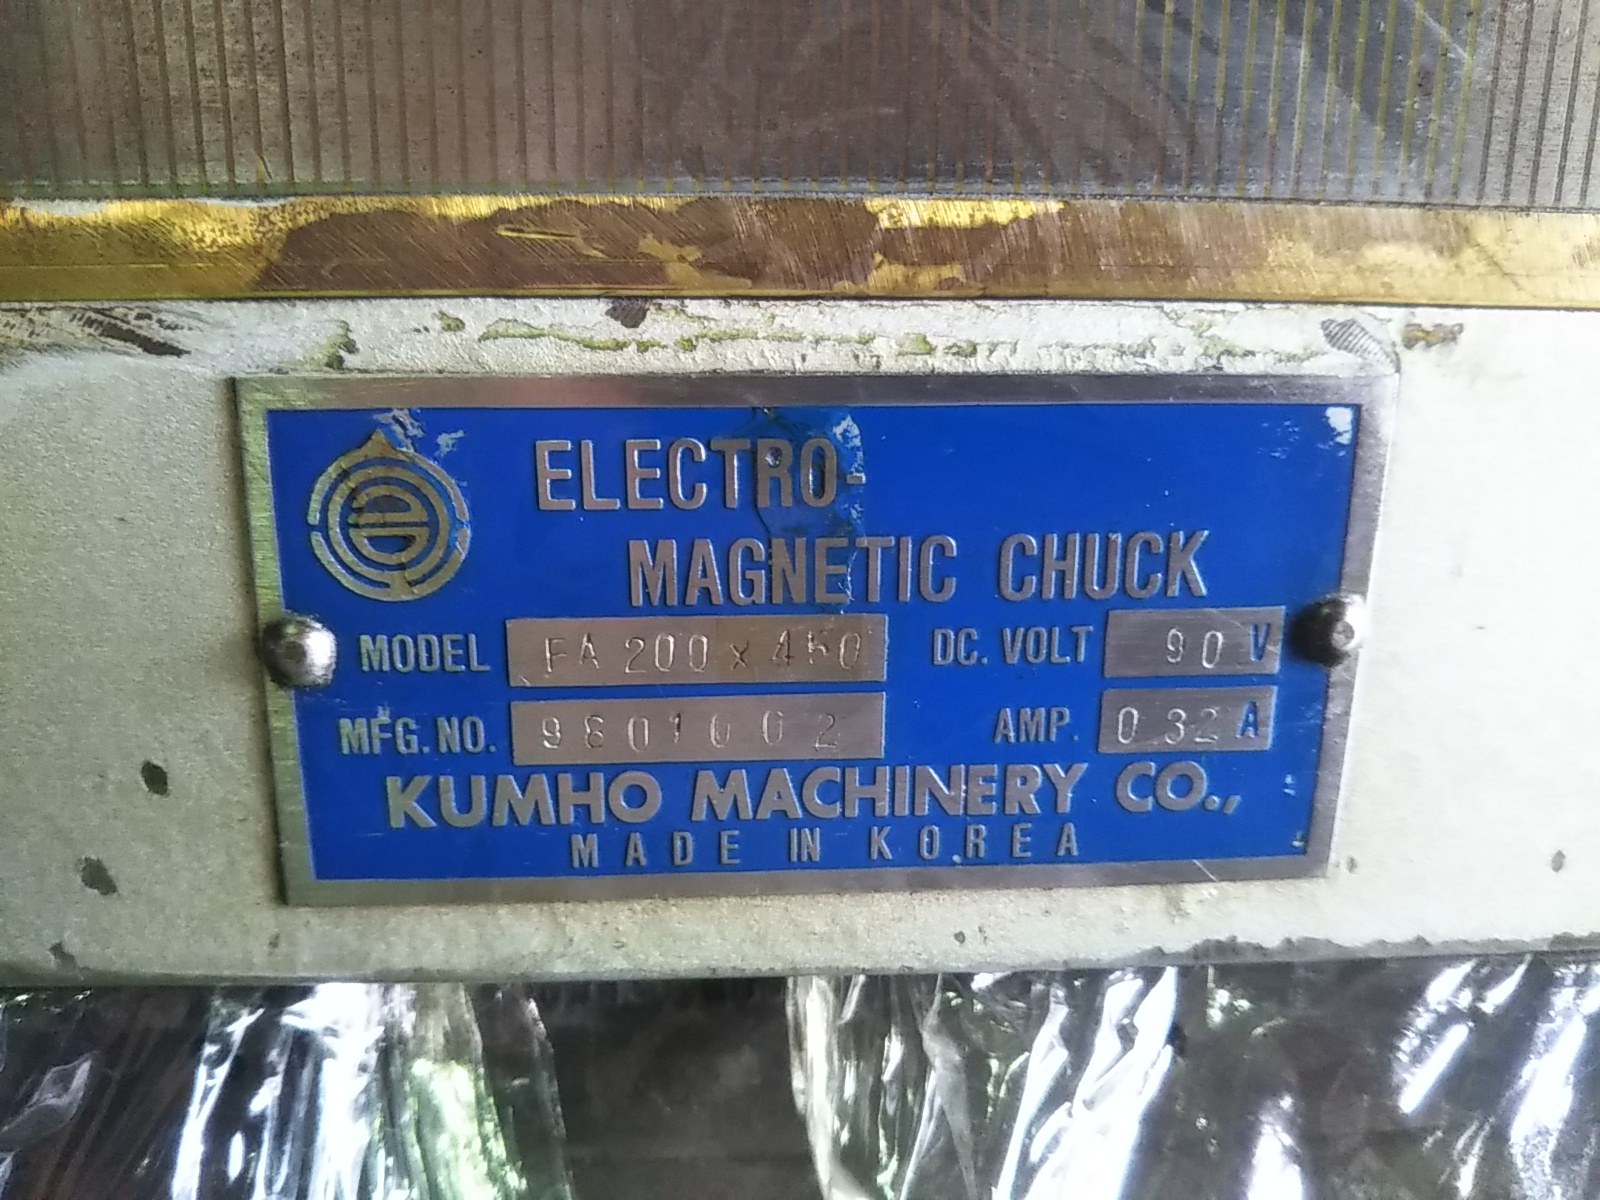 ELECTRO-
MAGNETIC CHUCK
MODEL FA 200 x 450 DC. VOLT 90 V
MFG. NO. AMP. 0 32 A
KUMHO MACHINERY CO.,
MADE IN KOREA